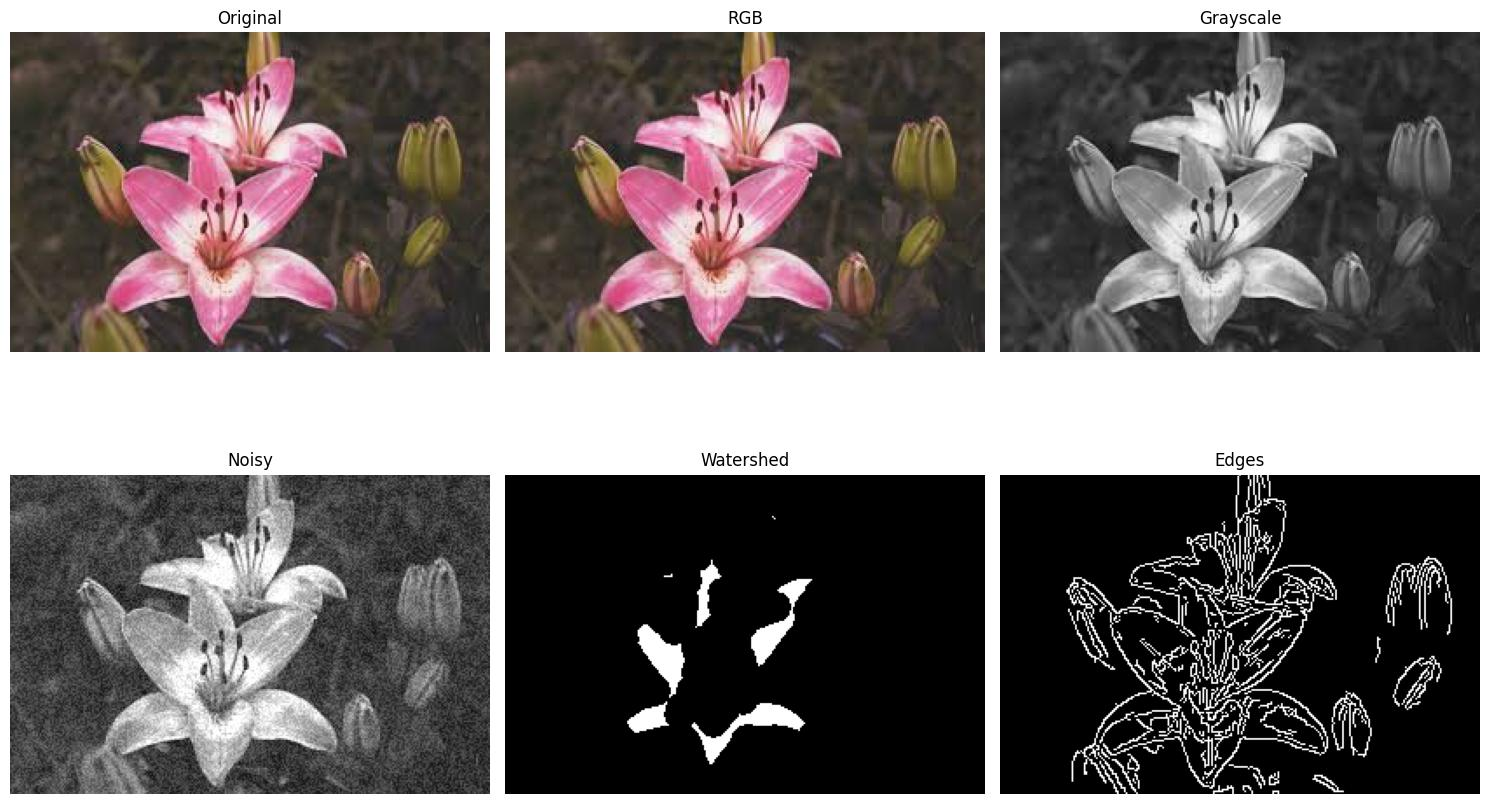 Original
RGB
Grayscale
Noisy
Watershed
Edges